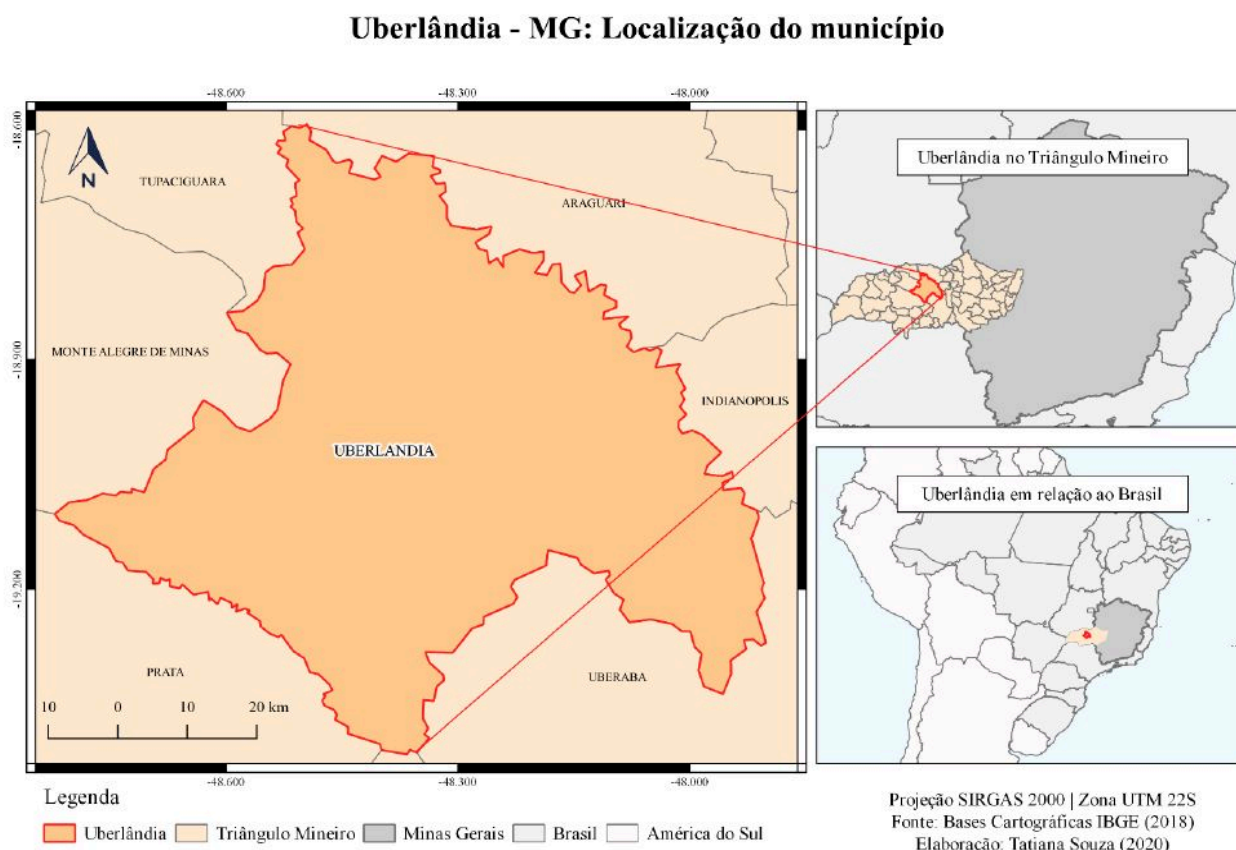 Uberlândia - MG: Localização do município
-48.600
-48.300
-48.000
-18.600
-18.900
-19.200
N
TUPACIGUARA
ARAGUARI
MONTE ALEGRE DE MINAS
INDIANOPOLIS
UBERLANDIA
PRATA
UBERABA
10 0 10 20 km
-48.600
-48.300
-48.000
Uberlândia no Triângulo Mineiro
Uberlândia em relação ao Brasil
Legenda
Uberlândia Triângulo Mineiro Minas Gerais Brasil América do Sul
Projeção SIRGAS 2000 | Zona UTM 22S
Fonte: Bases Cartográficas IBGE (2018)
Elaboração: Tatiana Souza (2020)